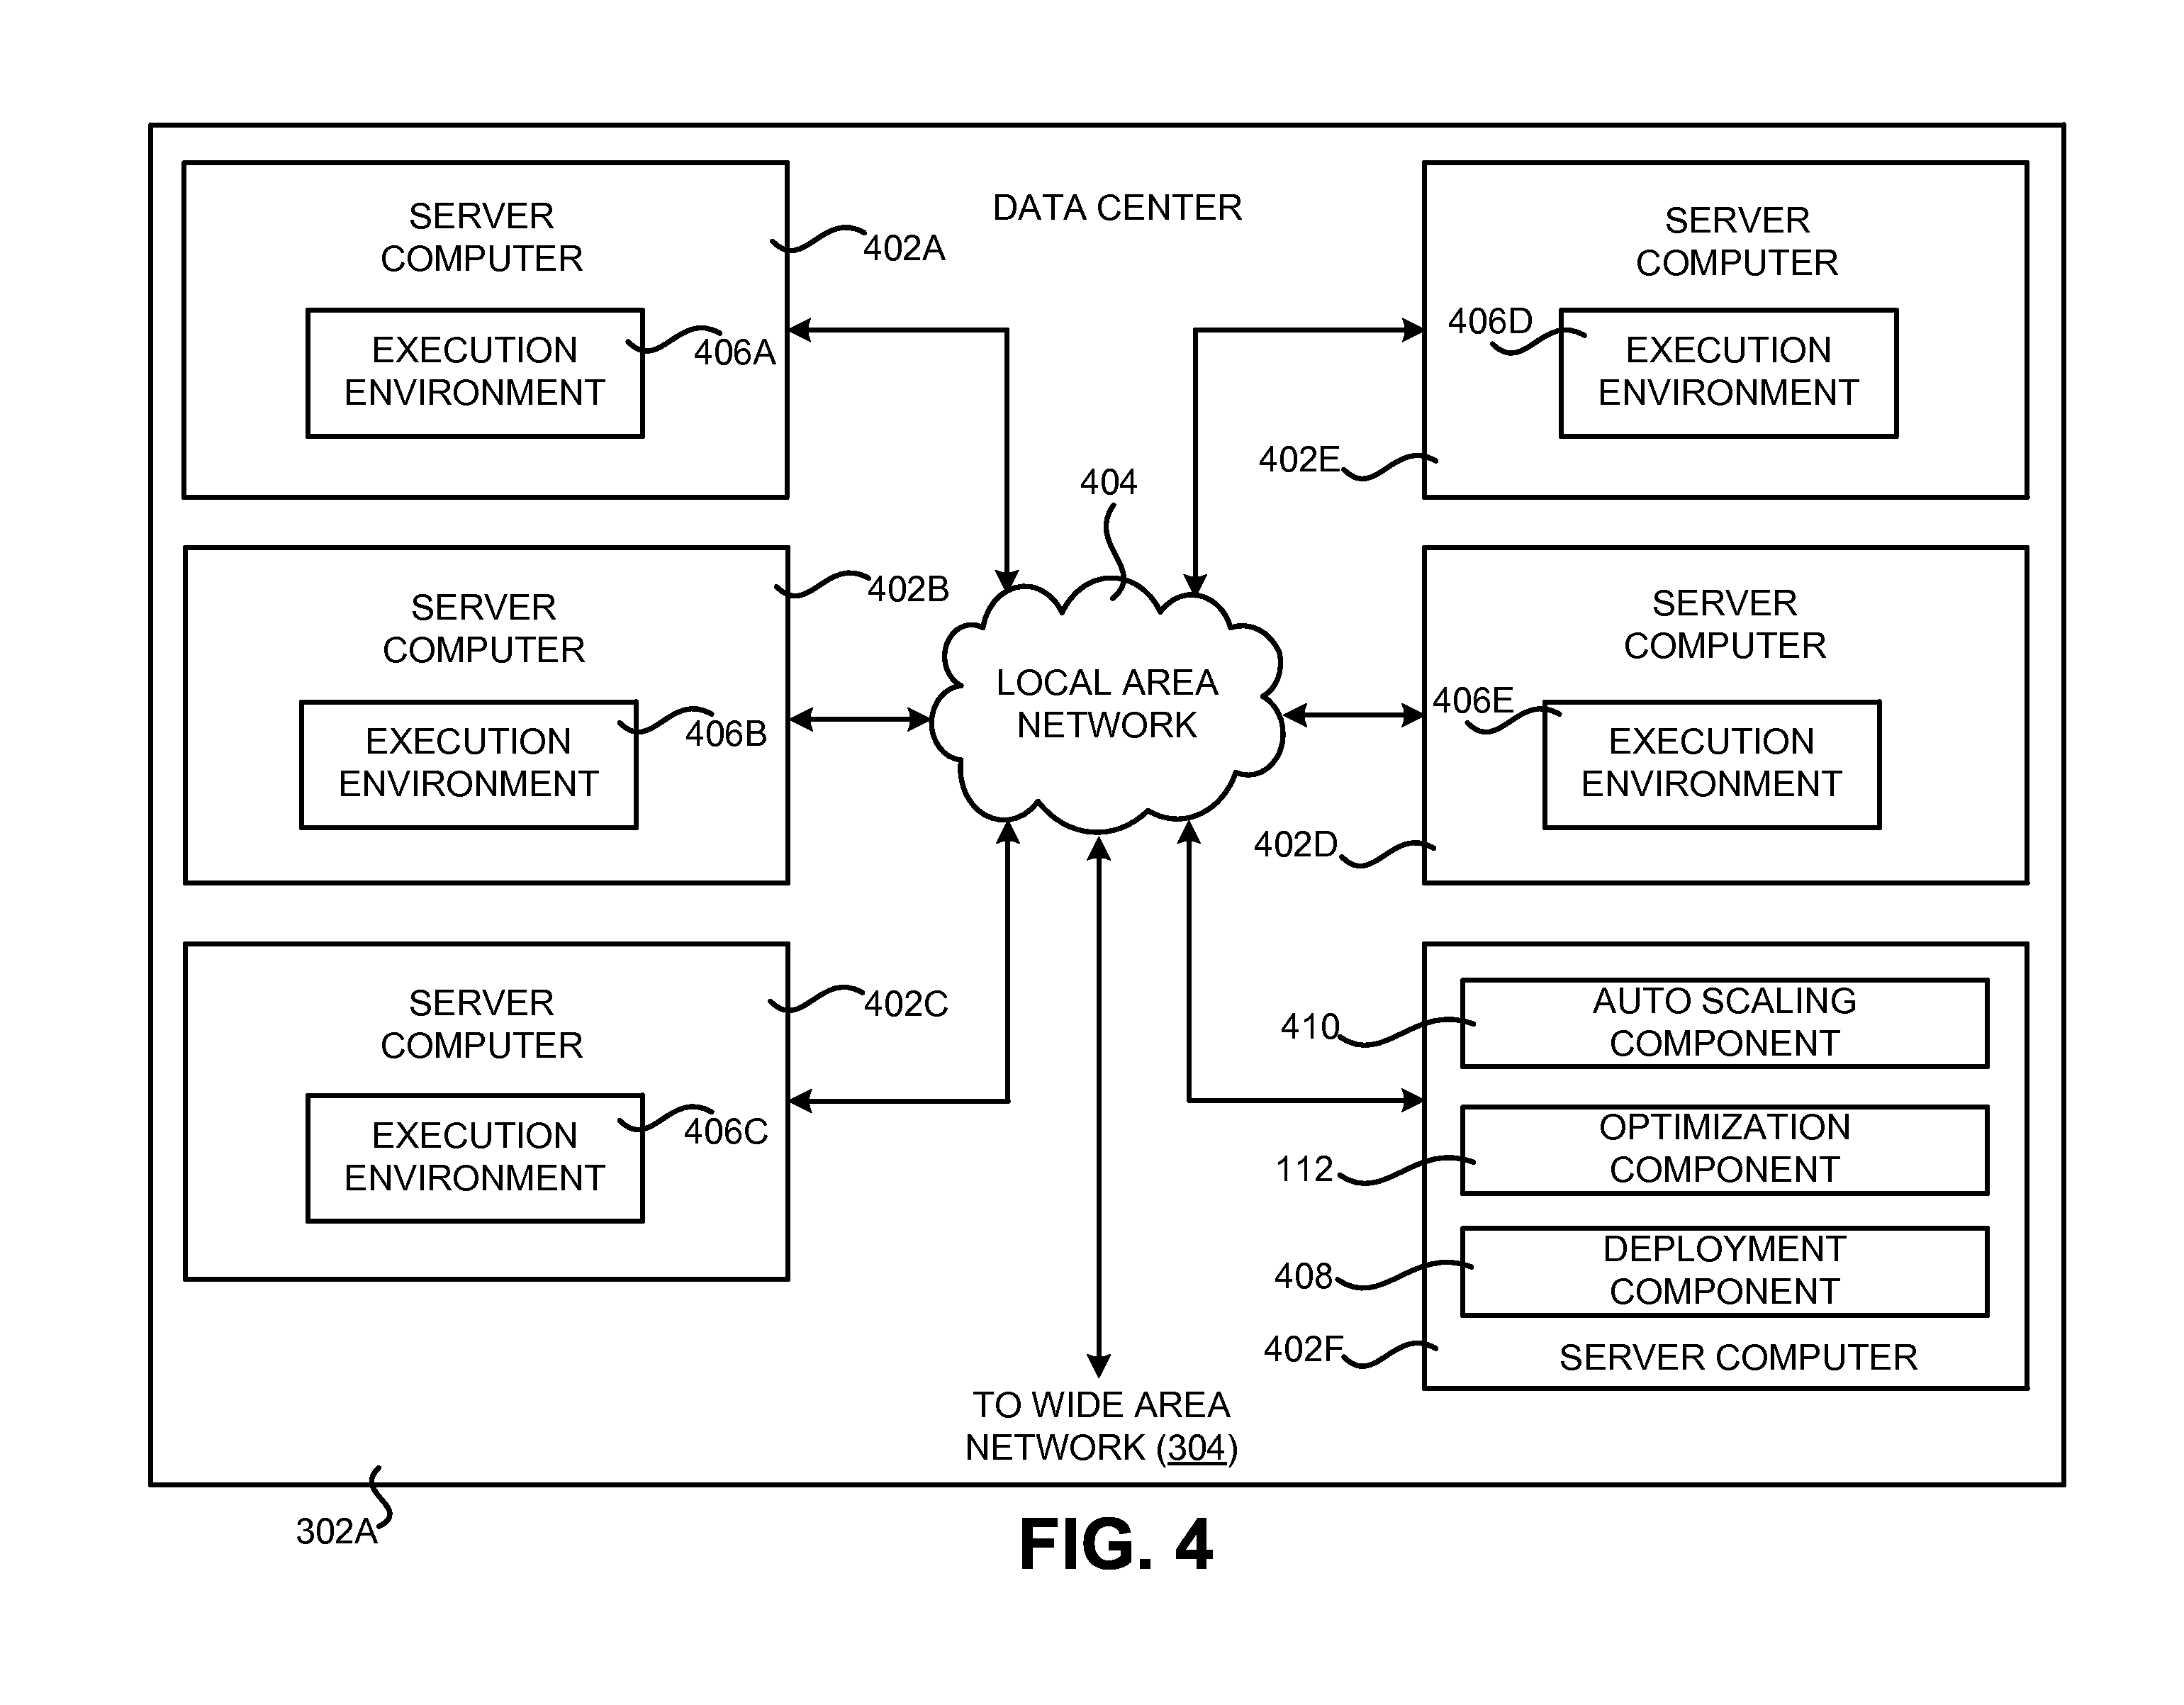 DATA CENTER
SERVER
COMPUTER
402A
EXECUTION
ENVIRONMENT
406A
SERVER
COMPUTER
402B
EXECUTION
ENVIRONMENT
406B
SERVER
COMPUTER
402C
EXECUTION
ENVIRONMENT
406C
404
LOCAL AREA
NETWORK
TO WIDE AREA
NETWORK (304)
SERVER
COMPUTER
406D
EXECUTION
ENVIRONMENT
402E
SERVER
COMPUTER
406E
EXECUTION
ENVIRONMENT
402D
410
AUTO SCALING
COMPONENT
112
OPTIMIZATION
COMPONENT
408
DEPLOYMENT
COMPONENT
402F
SERVER COMPUTER
302A
FIG. 4